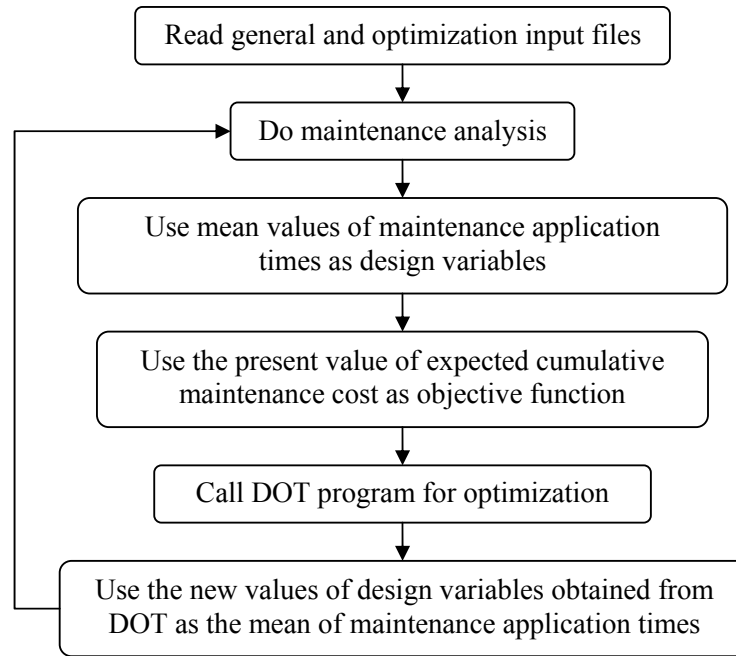 Read general and optimization input files
Do maintenance analysis
Use mean values of maintenance application
times as design variables
Use the present value of expected cumulative
maintenance cost as objective function
Call DOT program for optimization
Use the new values of design variables obtained from
DOT as the mean of maintenance application times